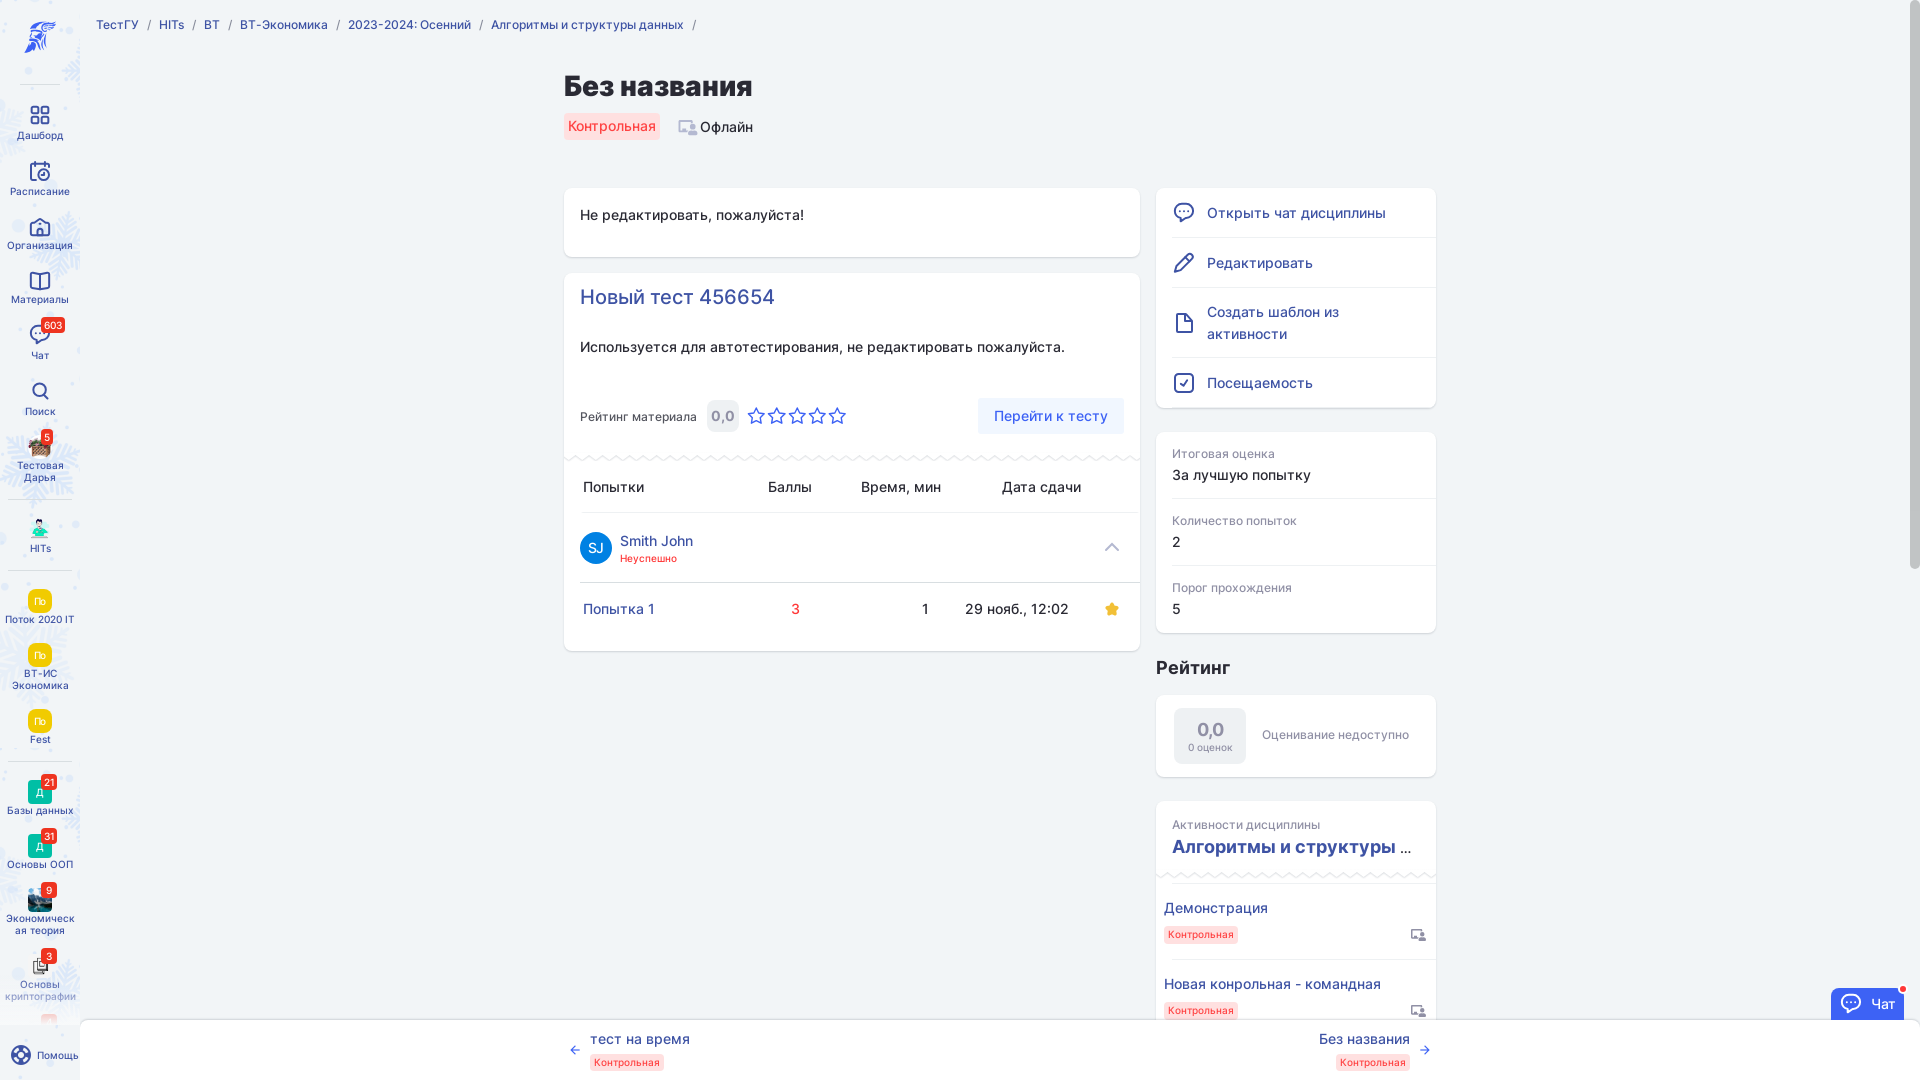 ТестГУ / HITs / ВТ / ВТ-Экономика / 2023-2024: Осенний / Алгоритмы и структуры данных /
Дашборд
Расписание
Организация
Материалы
603
Чат
Поиск
5
Тестовая
Дарья
HITs
По
Поток 2020 IT
По
ВТ-ИС
Экономика
По
Fest
21
Д
Базы данных
31
Д
Основы ООП
9
Экономическ
ая теория
3
Основы
криптографии
Помощь
Без названия
Контрольная
Офлайн
Не редактировать, пожалуйста!
Новый тест 456654
Используется для автотестирования, не редактировать пожалуйста.
Рейтинг материала 0,0
Перейти к тесту
Попытки Баллы Время, мин Дата сдачи
SJ
Smith John
Неуспешно
Попытка 1 3 1 29 нояб., 12:02
Открыть чат дисциплины
Редактировать
Создать шаблон из
активности
Посещаемость
Итоговая оценка
За лучшую попытку
Количество попыток
2
Порог прохождения
5
Рейтинг
0,0
0 оценок
Оценивание недоступно
Активности дисциплины
Алгоритмы и структуры ...
Демонстрация
Контрольная
Новая конрольная - командная
Контрольная
Чат
тест на время
Контрольная
Без названия
Контрольная